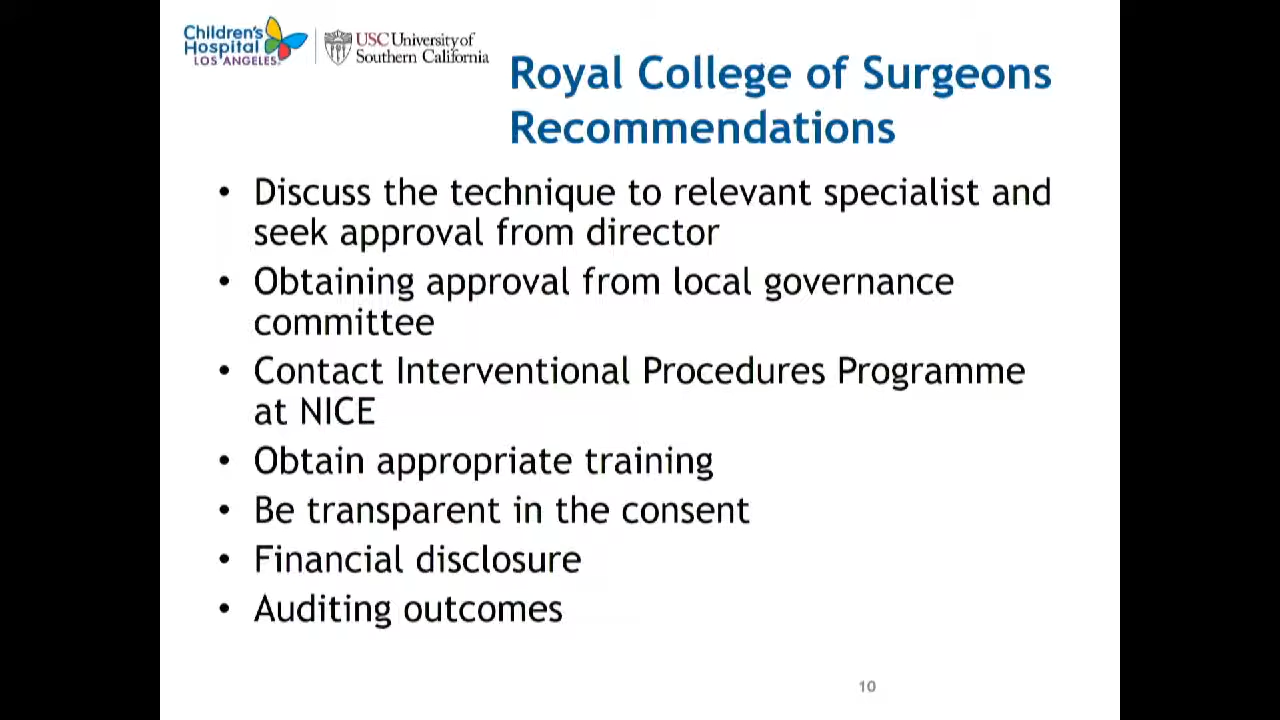 Children's
Hospital
LOS ANGELES®
USC University of
Southern California
Royal College of Surgeons
Recommendations
• Discuss the technique to relevant specialist and
seek approval from director
• Obtaining approval from local governance
committee
• Contact Interventional Procedures Programme
at NICE
• Obtain appropriate training
• Be transparent in the consent
• Financial disclosure
• Auditing outcomes
10